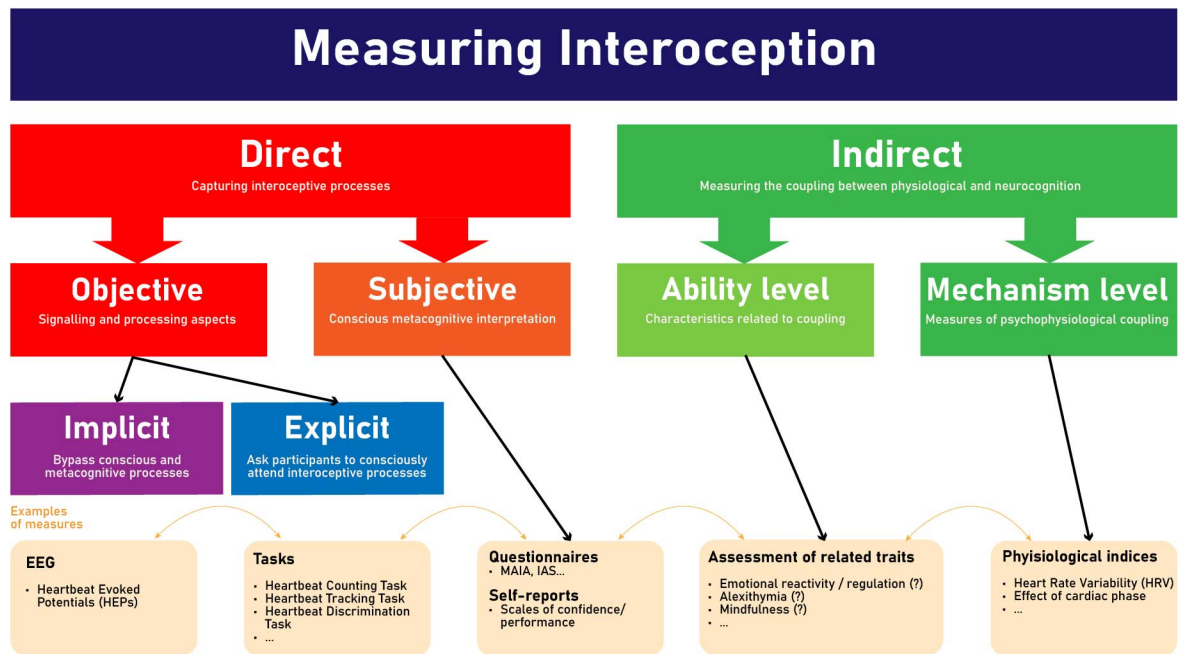 Measuring Interoception
Direct
Capturing interoceptive processes
Indirect
Measuring the coupling between physiological and neurocognition
Objective
Signalling and processing aspects
Subjective
Conscious metacognitive interpretation
Ability level
Characteristics related to coupling
Mechanism level
Measures of psychophysiological coupling
Implicit
Bypass conscious and
metacognitive processes
Explicit
Ask participants to consciously
attend interoceptive processes
Examples
of measures
EEG
• Heartbeat Evoked
Potentials (HEPs)
Tasks
• Heartbeat Counting Task
• Heartbeat Tracking Task
• Heartbeat Discrimination
Task
• ...
Questionnaires
• MAIA, IAS...
Self-reports
• Scales of confidence/
performance
Assessment of related traits
• Emotional reactivity / regulation (?)
• Alexithymia (?)
• Mindfulness (?)
• ...
Phyisiological indices
• Heart Rate Variability (HRV)
• Effect of cardiac phase
• ...